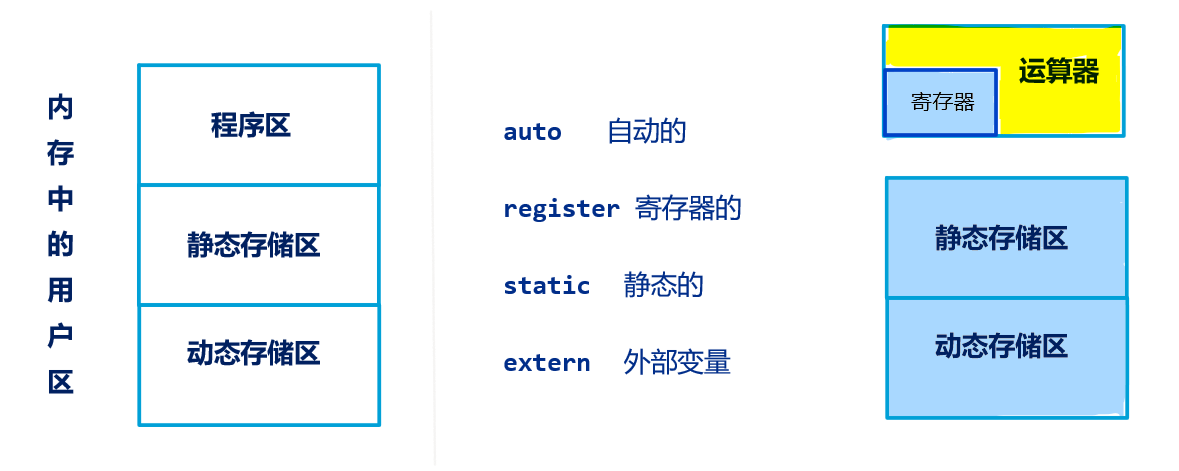 内存中的用户区
程序区
静态存储区
动态存储区
auto 自动的
register 寄存器的
static 静态的
extern 外部变量
运算器
寄存器
静态存储区
动态存储区